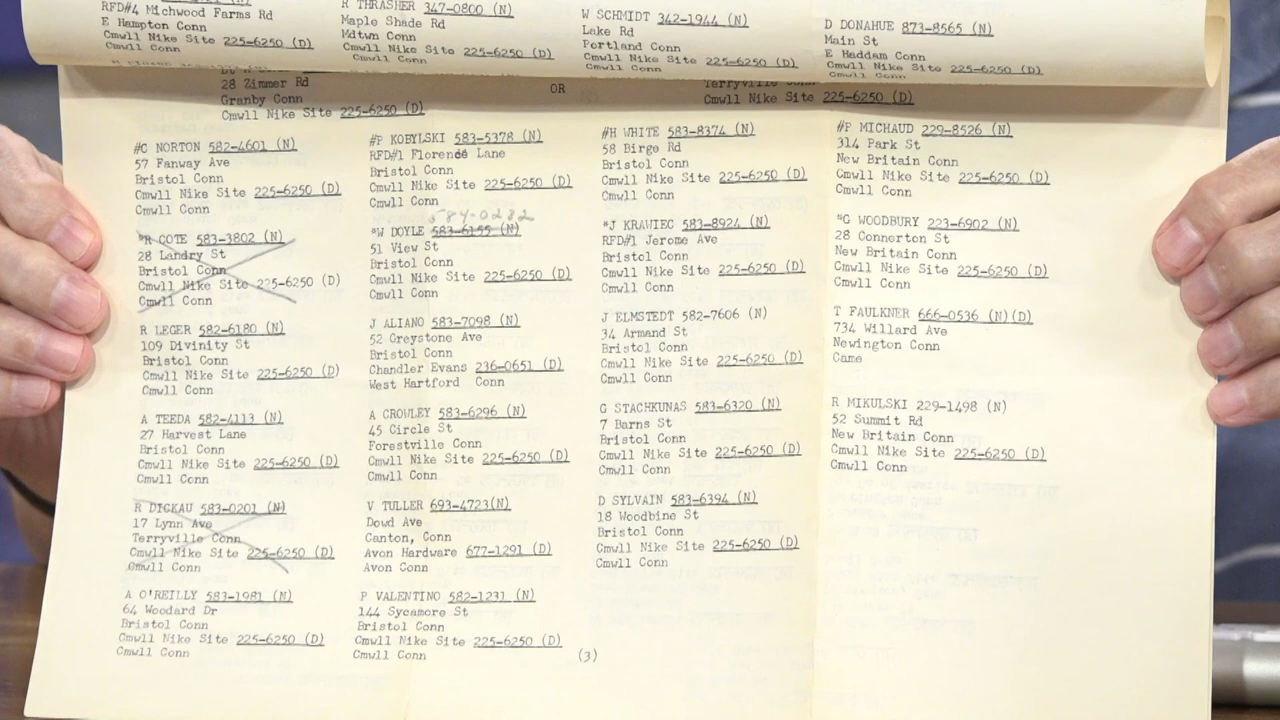 RFD#4 Michwood Farms Rd
E Hampton Conn
Cmwll Nike Site 225-6250 (D)
Cmwll Conn
R THRASHER 347-0800 (N)
Maple Shade Rd
Mdtwn Conn
Cmwll Nike Site 225-6250 (D)
Cmwll Conn
W SCHMIDT 342-1944 (N)
Lake Rd
Portland Conn
Cmwll Nike Site 225-6250 (D)
Cmwll Conn
D DONAHUE 873-8565 (N)
Main St
E Haddam Conn
Cmwll Nike Site 225-6250 (D)
Cmwll Conn
28 Zimmer Rd
Granby Conn
Cmwll Nike Site 225-6250 (D)
OR
Terryville Conn
Cmwll Nike Site 225-6250 (D)
#C NORTON 582-4601 (N)
57 Fanway Ave
Bristol Conn
Cmwll Nike Site 225-6250 (D)
Cmwll Conn
*R COTE 583-3802 (N)
28 Landry St
Bristol Conn
Cmwll Nike Site 225-6250 (D)
Cmwll Conn
R LEGER 582-6180 (N)
109 Divinity St
Bristol Conn
Cmwll Nike Site 225-6250 (D)
Cmwll Conn
A TEEDA 582-4113 (N)
27 Harvest Lane
Bristol Conn
Cmwll Nike Site 225-6250 (D)
Cmwll Conn
R DICKAU 583-0201 (N)
17 Lynn Ave
Terryville Conn
Cmwll Nike Site 225-6250 (D)
Cmwll Conn
A O'REILLY 583-1981 (N)
64 Woodard Dr
Bristol Conn
Cmwll Nike Site 225-6250 (D)
Cmwll Conn
#P KOBYLSKI 583-5378 (N)
RFD#1 Florence Lane
Bristol Conn
Cmwll Nike Site 225-6250 (D)
Cmwll Conn
584-0282
*W DOYLE 583-6155 (N)
51 View St
Bristol Conn
Cmwll Nike Site 225-6250 (D)
Cmwll Conn
J ALIANO 583-7098 (N)
52 Greystone Ave
Bristol Conn
Chandler Evans 236-0651 (D)
West Hartford Conn
A CROWLEY 583-6296 (N)
45 Circle St
Forestville Conn
Cmwll Nike Site 225-6250 (D)
Cmwll Conn
V TULLER 693-4723(N)
Dowd Ave
Canton, Conn
Avon Hardware 677-1291 (D)
Avon Conn
P VALENTINO 582-1231 (N)
144 Sycamore St
Bristol Conn
Cmwll Nike Site 225-6250 (D)
Cmwll Conn
#H WHITE 583-8374 (N)
58 Birge Rd
Bristol Conn
Cmwll Nike Site 225-6250 (D)
Cmwll Conn
*J KRAWIEC 583-8924 (N)
RFD#1 Jerome Ave
Bristol Conn
Cmwll Nike Site 225-6250 (D)
Cmwll Conn
J ELMSTEDT 582-7606 (N)
34 Armand St
Bristol Conn
Cmwll Nike Site 225-6250 (D)
Cmwll Conn
G STACHKUNAS 583-6320 (N)
7 Barns St
Bristol Conn
Cmwll Nike Site 225-6250 (D)
Cmwll Conn
D SYLVAIN 583-6394 (N)
18 Woodbine St
Bristol Conn
Cmwll Nike Site 225-6250 (D)
Cmwll Conn
#P MICHAUD 229-8526 (N)
314 Park St
New Britain Conn
Cmwll Nike Site 225-6250 (D)
Cmwll Conn
*G WOODBURY 223-6902 (N)
28 Connerton St
New Britain Conn
Cmwll Nike Site 225-6250 (D)
Cmwll Conn
T FAULKNER 666-0536 (N)(D)
734 Willard Ave
Newington Conn
Came
R MIKULSKI 229-1498 (N)
52 Summit Rd
New Britain Conn
Cmwll Nike Site 225-6250 (D)
Cmwll Conn
(3)